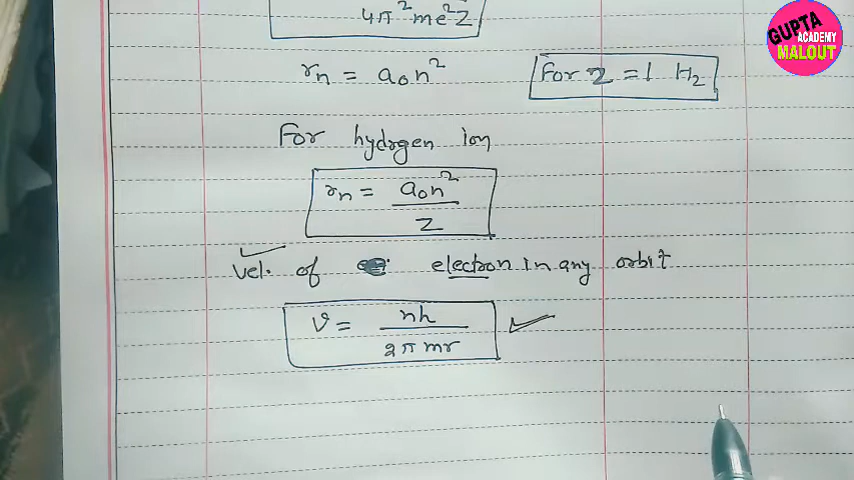 GUPTA
ACADEMY
MALOUT
4π²me²Z
rₙ = a₀n²
For Z = 1 H₂
For hydrgen ion
rₙ = a₀n² / Z
Vel. of electron in any orbit
v = nh / 2πmr